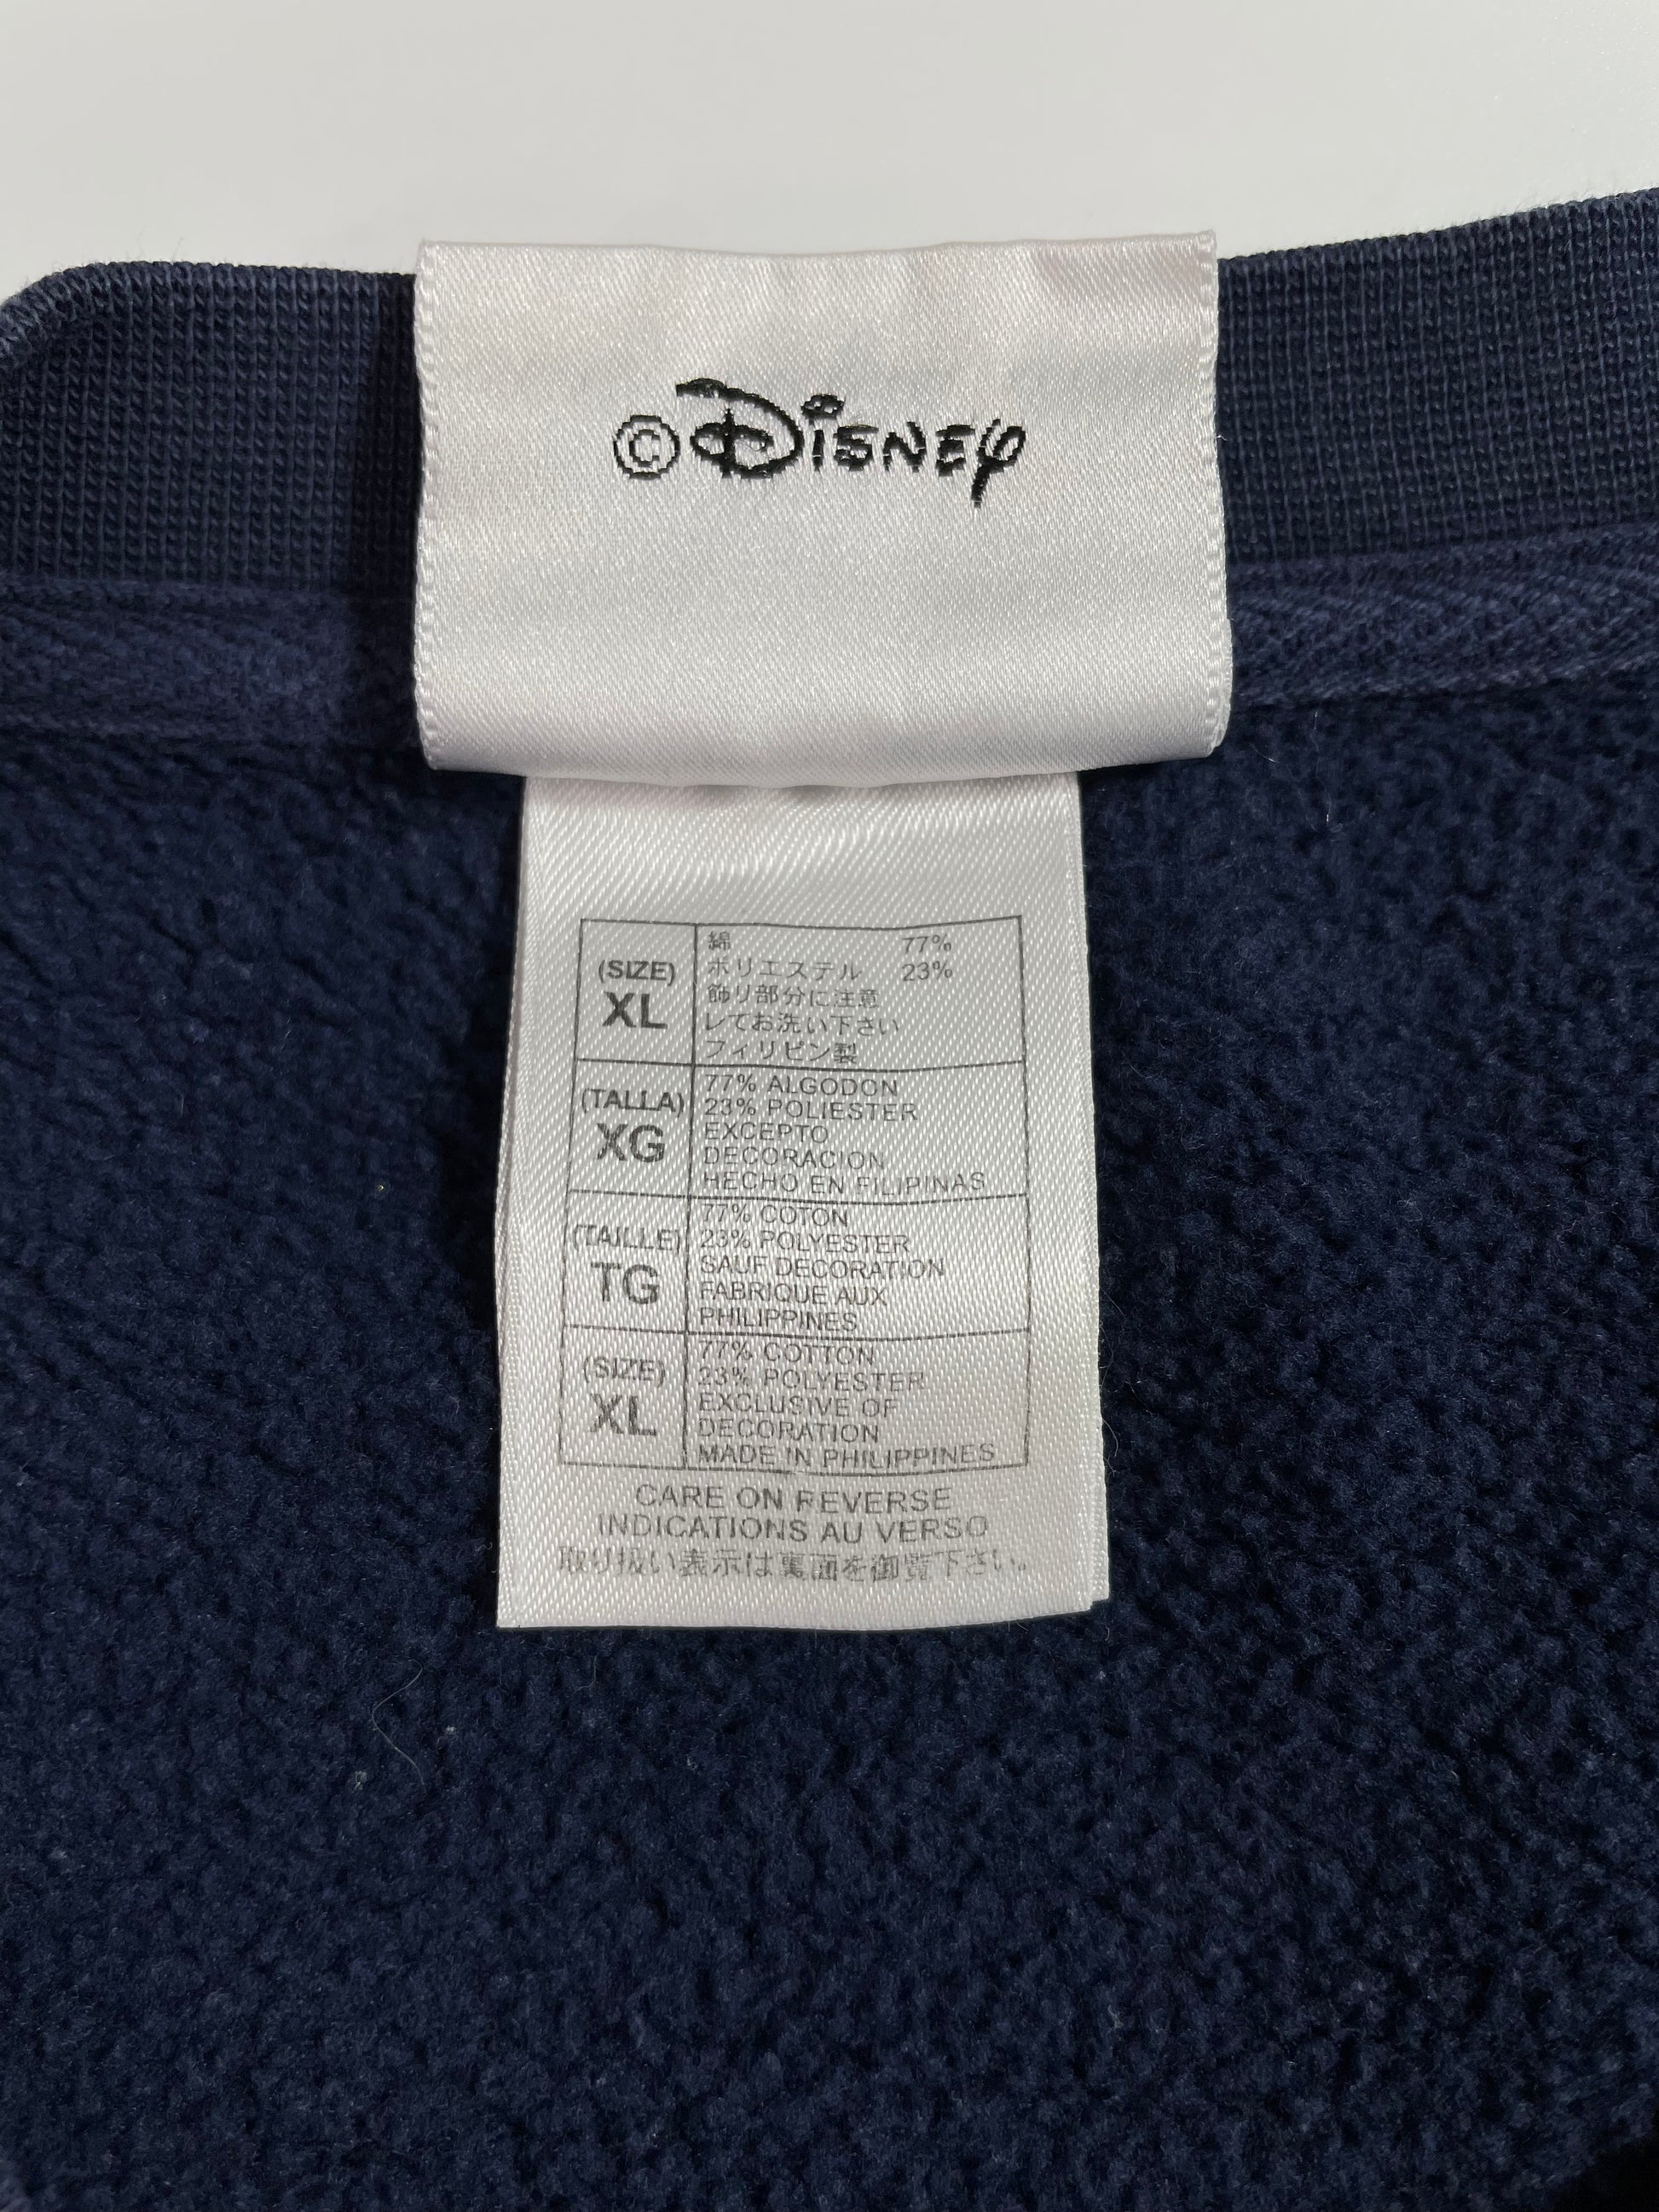 ©Disney
(SIZE)
XL
綿 77%
ポリエステル 23%
飾り部分に注意
してお洗い下さい
フィリピン製
(TALLA)
XG
77% ALGODON
23% POLIESTER
EXCEPTO
DECORACION
HECHO EN FILIPINAS
(TAILLE)
TG
77% COTON
23% POLYESTER
SAUF DECORATION
FABRIQUE AUX
PHILIPPINES
(SIZE)
XL
77% COTTON
23% POLYESTER
EXCLUSIVE OF
DECORATION
MADE IN PHILIPPINES
CARE ON REVERSE
INDICATIONS AU VERSO
取り扱い表示は裏面を御覧下さい。